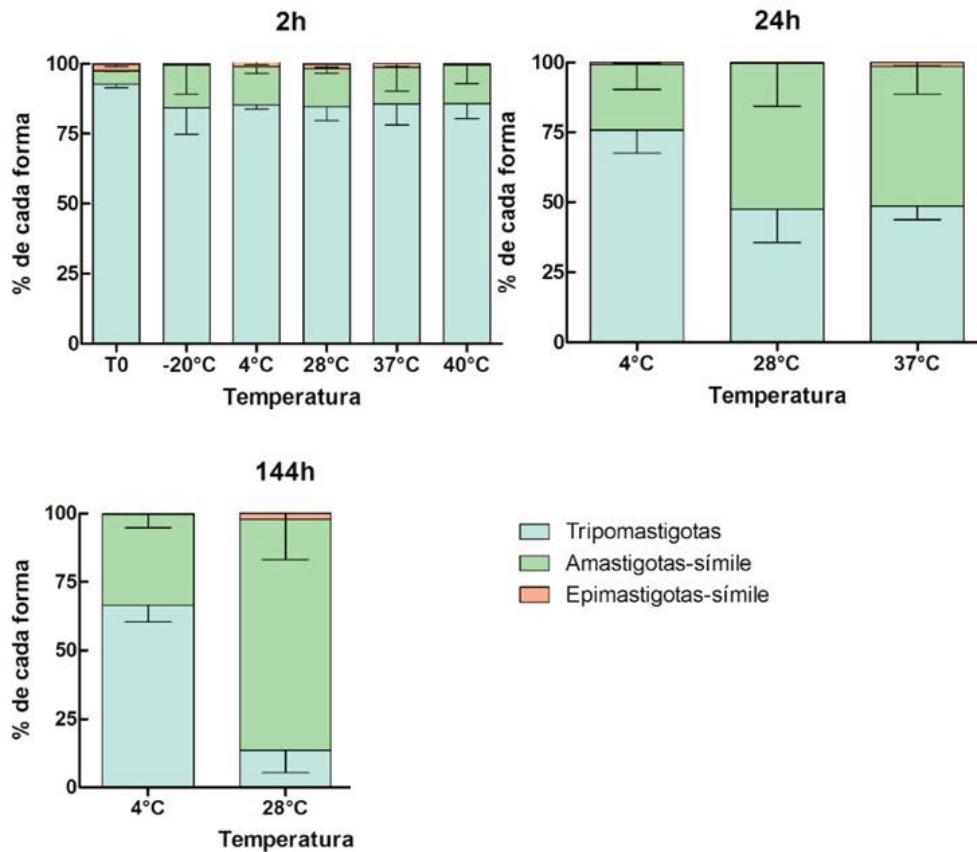 2h
% de cada forma
100
75
50
25
0
T0 -20°C 4°C 28°C 37°C 40°C
Temperatura
24h
% de cada forma
100
75
50
25
0
4°C 28°C 37°C
Temperatura
144h
% de cada forma
100
75
50
25
0
4°C 28°C
Temperatura
Tripomastigotas
Amastigotas-símile
Epimastigotas-símile